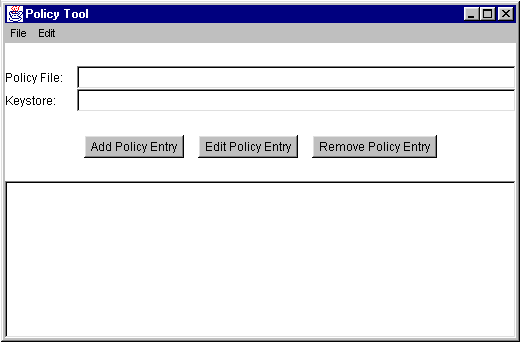 Policy Tool
File Edit
Policy File:
Keystore:
Add Policy Entry Edit Policy Entry Remove Policy Entry